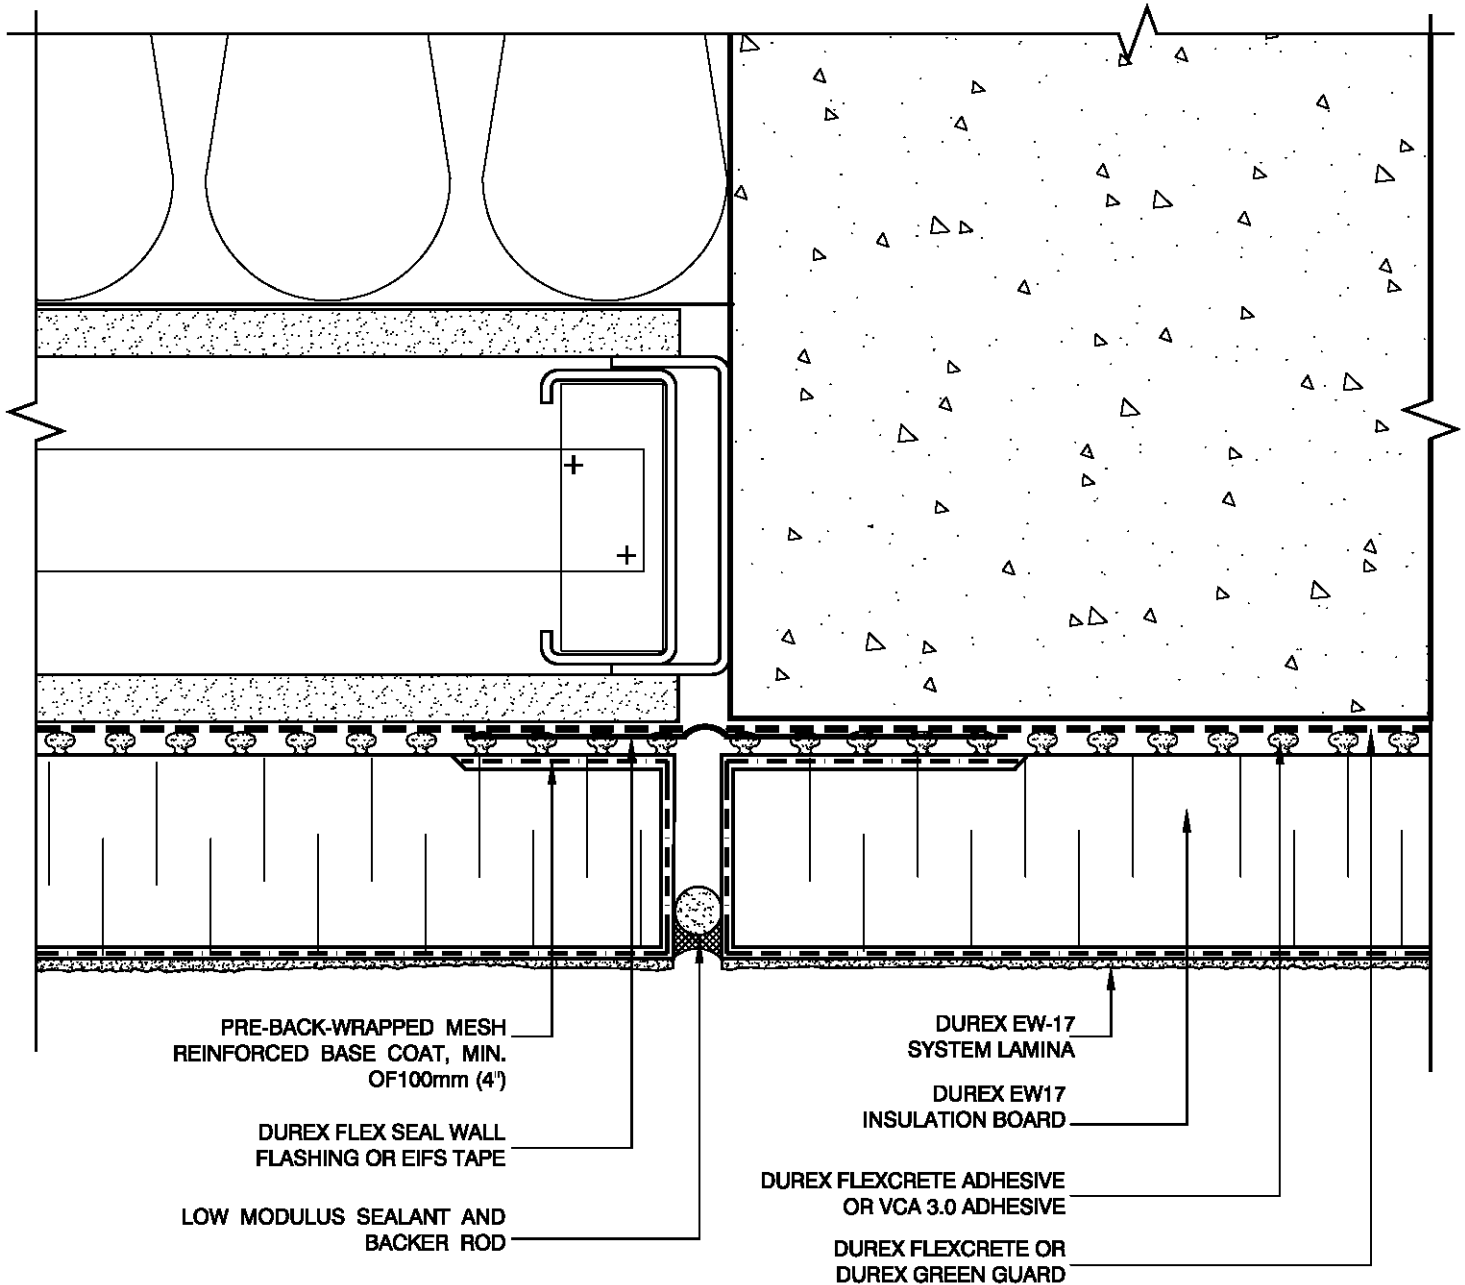 PRE-BACK-WRAPPED MESH
REINFORCED BASE COAT, MIN.
OF100mm (4")
DUREX FLEX SEAL WALL
FLASHING OR EIFS TAPE
LOW MODULUS SEALANT AND
BACKER ROD
DUREX EW-17
SYSTEM LAMINA
DUREX EW17
INSULATION BOARD
DUREX FLEXCRETE ADHESIVE
OR VCA 3.0 ADHESIVE
DUREX FLEXCRETE OR
DUREX GREEN GUARD